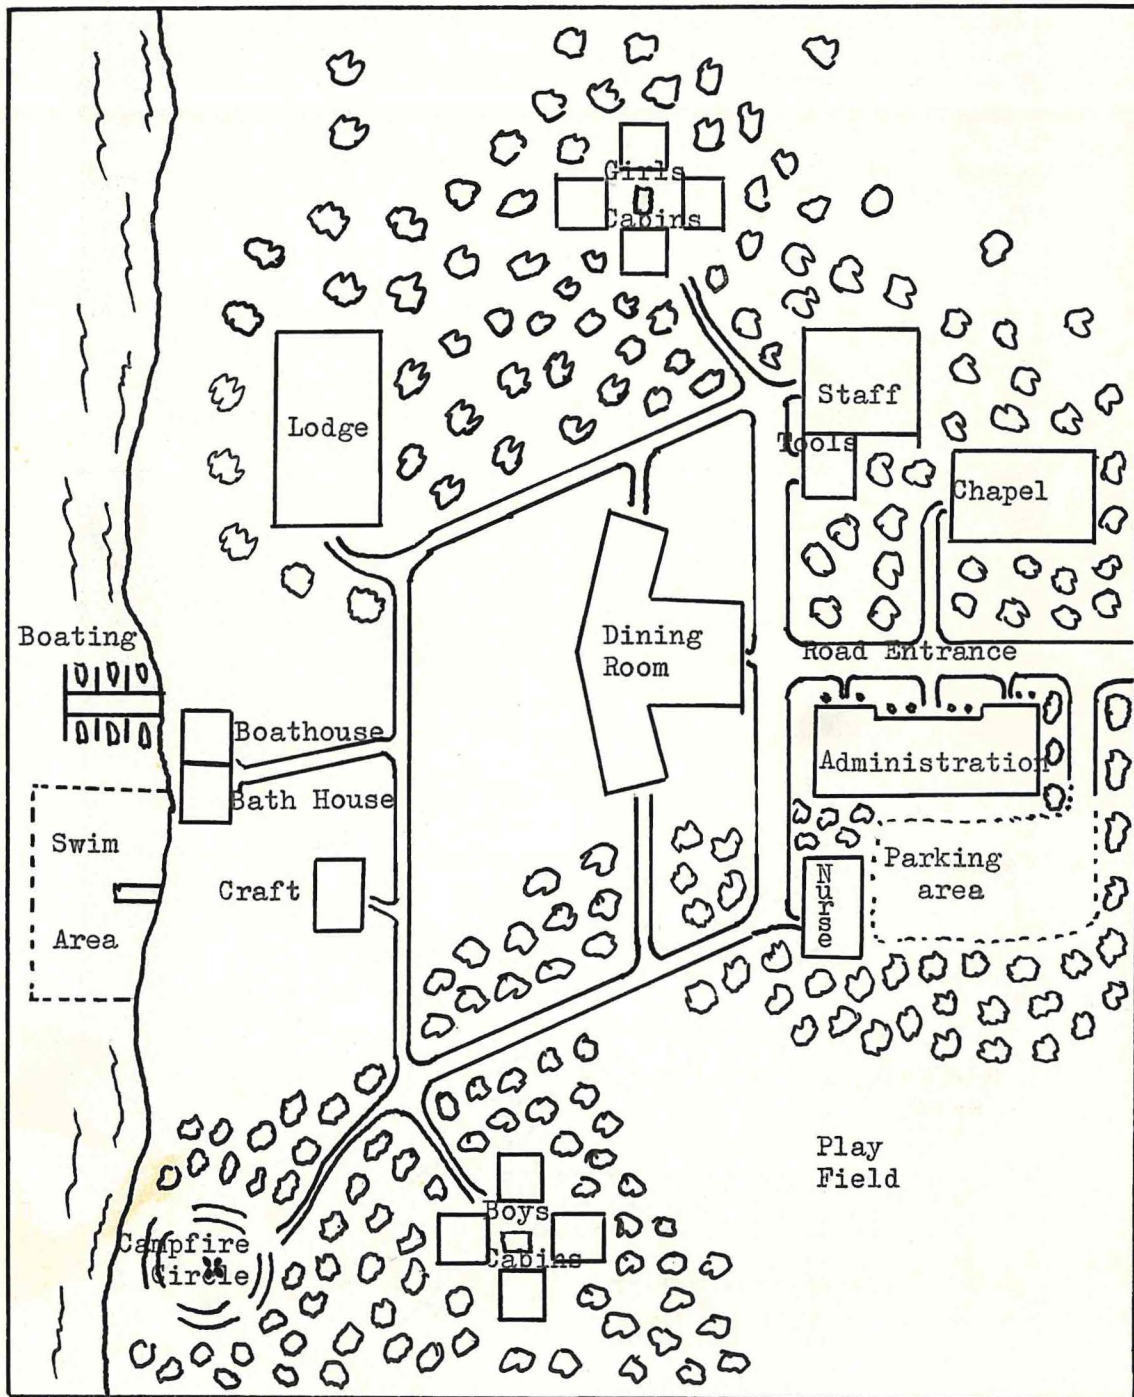 Girls
Cabins
Staff
Lodge
Tools
Chapel
Boating
Dining
Room
Road Entrance
Boathouse
Administration
Bath House
Swim
Area
Craft
Parking
area
Nurse
Play
Field
Boys
Cabins
Campfire
Circle